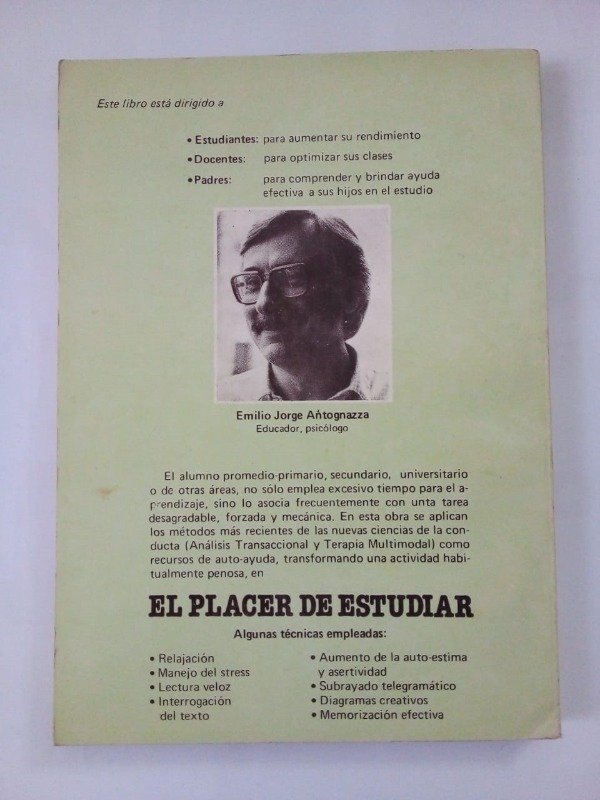 Este libro está dirigido a
• Estudiantes: para aumentar su rendimiento
• Docentes: para optimizar sus clases
• Padres: para comprender y brindar ayuda
efectiva a sus hijos en el estudio
Emilio Jorge Antognazza
Educador, psicólogo
El alumno promedio-primario, secundario, universitario
o de otras áreas, no sólo emplea excesivo tiempo para el a-
prendizaje, sino lo asocia frecuentemente con unta tarea
desagradable, forzada y mecánica. En esta obra se aplican
los métodos más recientes de las nuevas ciencias de la con-
ducta (Análisis Transaccional y Terapia Multimodal) como
recursos de auto-ayuda, transformando una actividad habi-
tualmente penosa, en
EL PLACER DE ESTUDIAR
Algunas técnicas empleadas:
• Relajación
• Manejo del stress
• Lectura veloz
• Interrogación
del texto
• Aumento de la auto-estima
y asertividad
• Subrayado telegramático
• Diagramas creativos
• Memorización efectiva